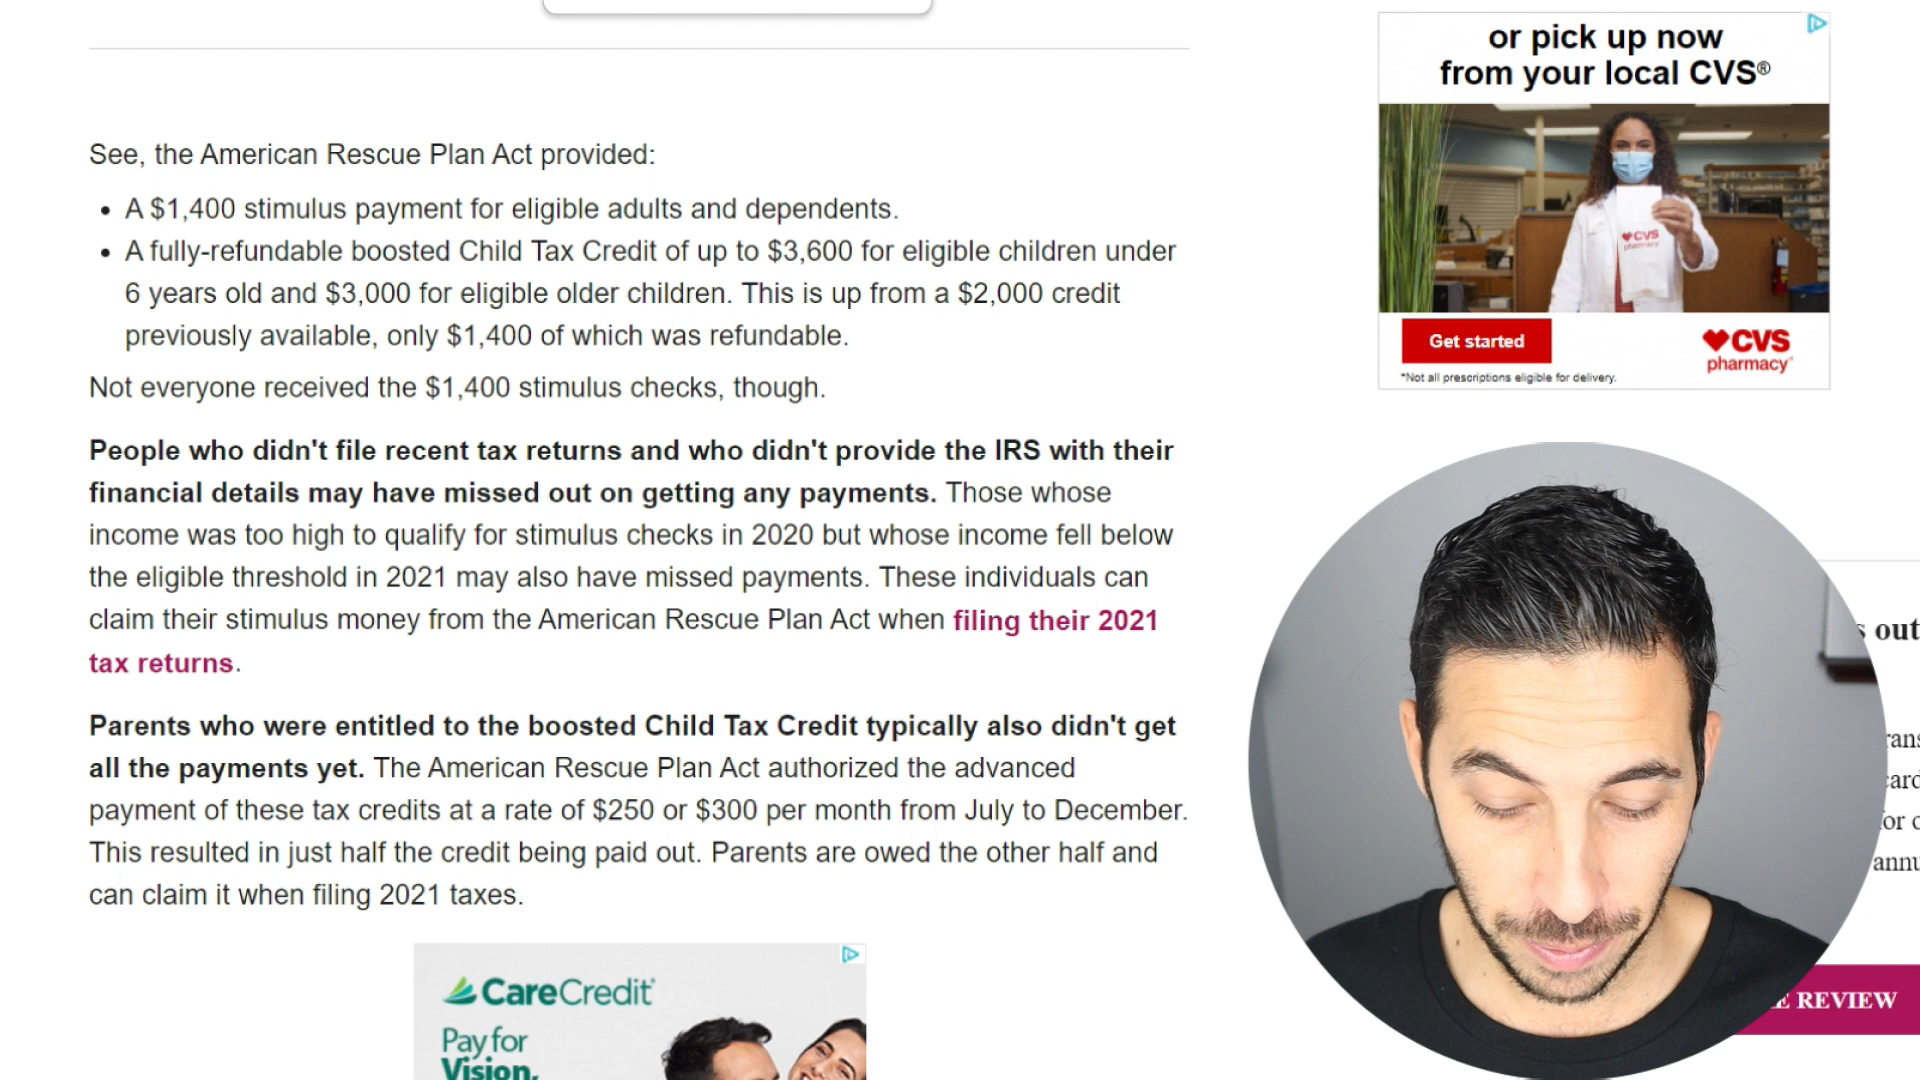 or pick up now
from your local CVS®
CVS
pharmacy
Get started
CVS
pharmacy
*Not all prescriptions eligible for delivery.
See, the American Rescue Plan Act provided:
• A $1,400 stimulus payment for eligible adults and dependents.
• A fully-refundable boosted Child Tax Credit of up to $3,600 for eligible children under
6 years old and $3,000 for eligible older children. This is up from a $2,000 credit
previously available, only $1,400 of which was refundable.
Not everyone received the $1,400 stimulus checks, though.
People who didn't file recent tax returns and who didn't provide the IRS with their
financial details may have missed out on getting any payments. Those whose
income was too high to qualify for stimulus checks in 2020 but whose income fell below
the eligible threshold in 2021 may also have missed payments. These individuals can
claim their stimulus money from the American Rescue Plan Act when filing their 2021
tax returns.
Parents who were entitled to the boosted Child Tax Credit typically also didn't get
all the payments yet. The American Rescue Plan Act authorized the advanced
payment of these tax credits at a rate of $250 or $300 per month from July to December.
This resulted in just half the credit being paid out. Parents are owed the other half and
can claim it when filing 2021 taxes.
CareCredit
Pay for
Vision.
out
REVIEW